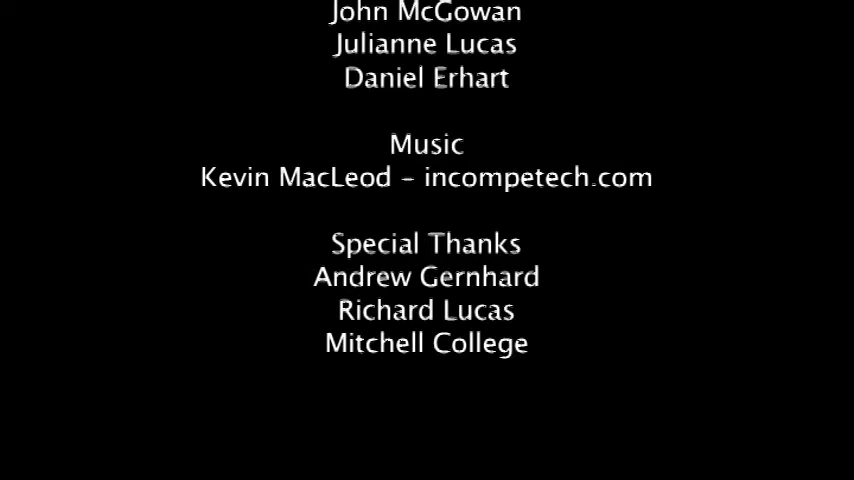 John McGowan
Julianne Lucas
Daniel Erhart
Music
Kevin MacLeod - incompetech.com
Special Thanks
Andrew Gernhard
Richard Lucas
Mitchell College